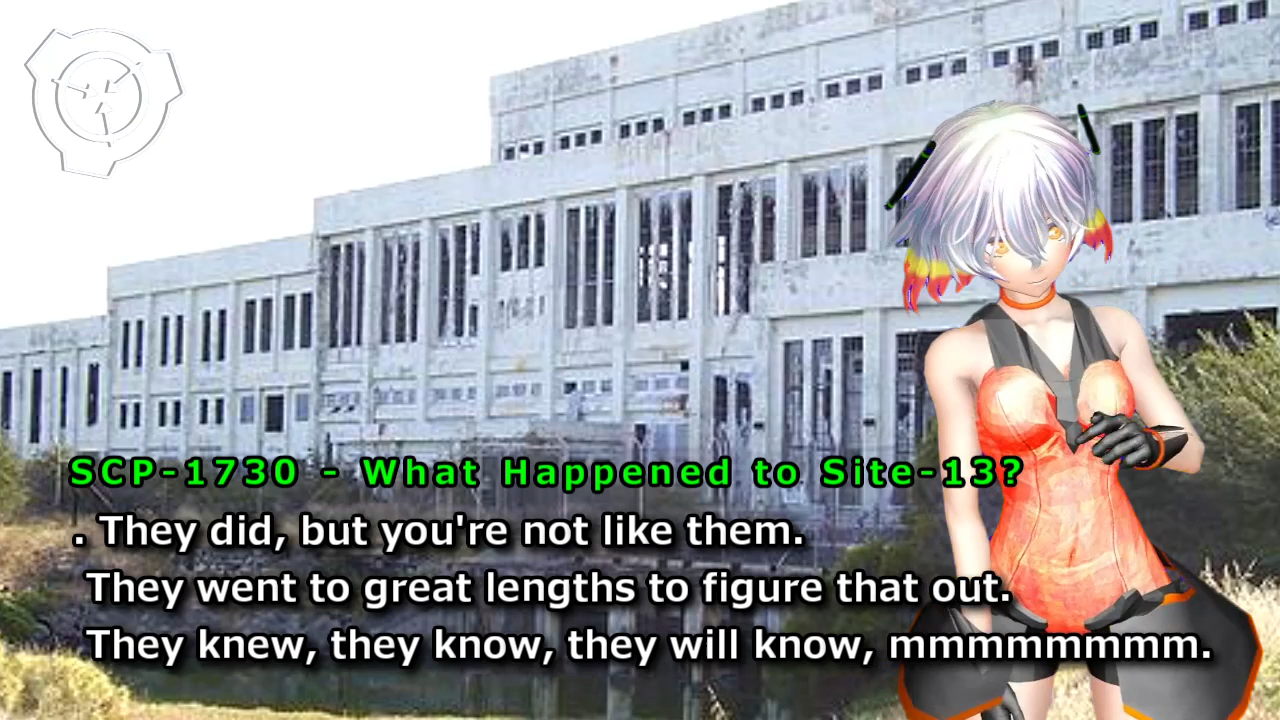 SCP-1730 - What Happened to Site-13?
. They did, but you're not like them.
They went to great lengths to figure that out.
They knew, they know, they will know, mmmmmmmm.